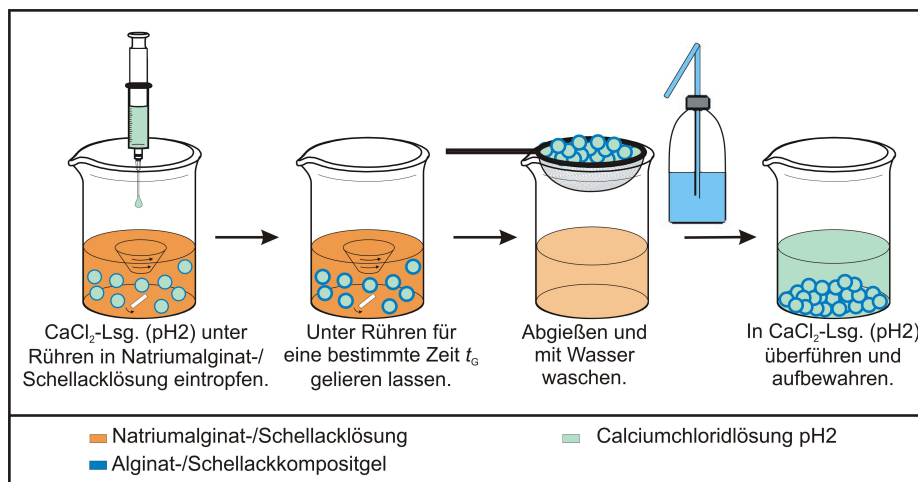 CaCl₂-Lsg. (pH2) unter
Rühren in Natriumalginat-/
Schellacklösung eintropfen.
Unter Rühren für
eine bestimmte Zeit t_G
gelieren lassen.
Abgießen und
mit Wasser
waschen.
In CaCl₂-Lsg. (pH2)
überführen und
aufbewahren.
Natriumalginat-/Schellacklösung
Calciumchloridlösung pH2
Alginat-/Schellackkompositgel